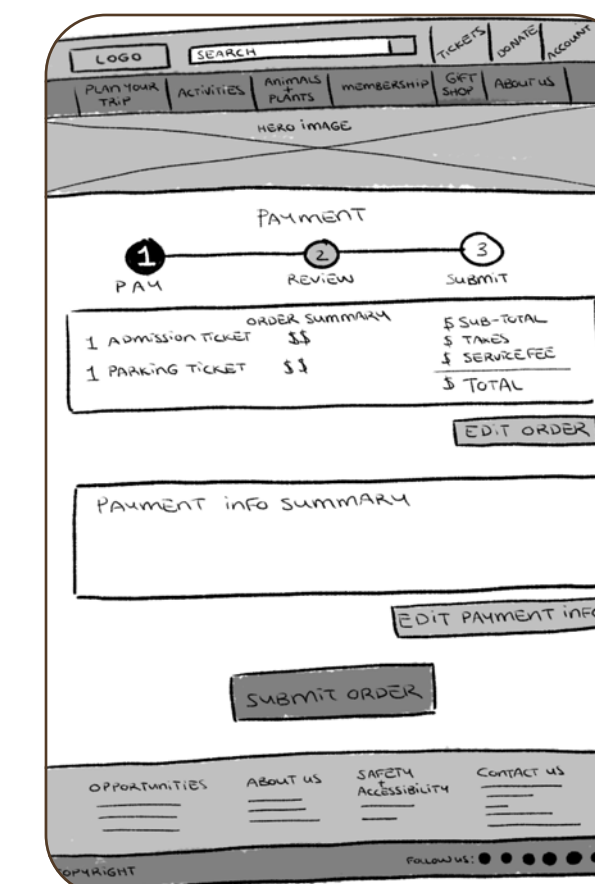 LOGO
SEARCH
TICKETS
DONATE
ACCOUNT
PLAN YOUR
TRIP
ACTIVITIES
ANIMALS
+
PLANTS
MEMBERSHIP
GIFT
SHOP
ABOUT US
HERO IMAGE
PAYMENT
1
2
3
PAY
REVIEW
SUBMIT
ORDER SUMMARY
1 ADMISSION TICKET $$
1 PARKING TICKET $$
$ SUB-TOTAL
$ TAXES
$ SERVICE FEE
$ TOTAL
EDIT ORDER
PAYMENT INFO SUMMARY
EDIT PAYMENT INFO
SUBMIT ORDER
OPPORTUNITIES
ABOUT US
SAFETY
+
ACCESSIBILITY
CONTACT US
OPYRIGHT
FOLLOW US: